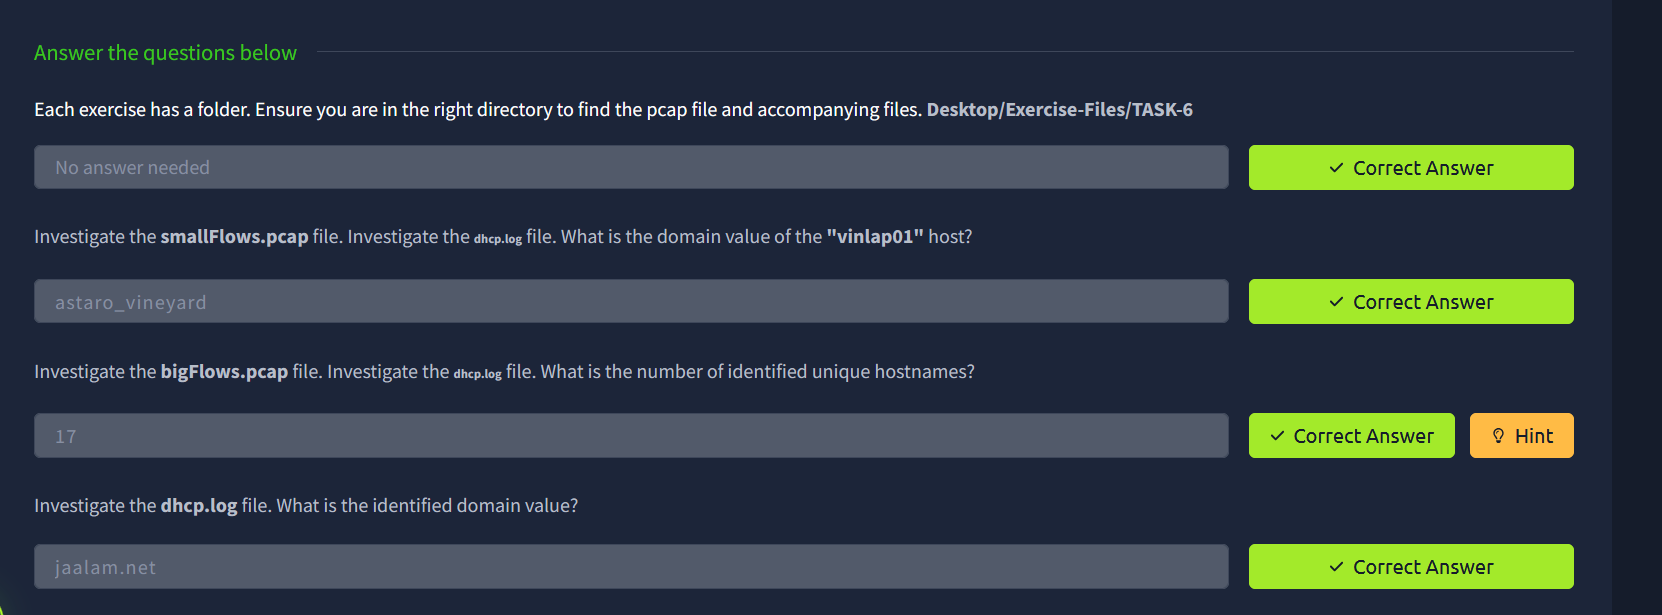 Answer the questions below
Each exercise has a folder. Ensure you are in the right directory to find the pcap file and accompanying files. Desktop/Exercise-Files/TASK-6
No answer needed
Correct Answer
Investigate the smallFlows.pcap file. Investigate the dhcp.log file. What is the domain value of the "vinlap01" host?
astaro_vineyard
Correct Answer
Investigate the bigFlows.pcap file. Investigate the dhcp.log file. What is the number of identified unique hostnames?
17
Correct Answer
Hint
Investigate the dhcp.log file. What is the identified domain value?
jaalam.net
Correct Answer